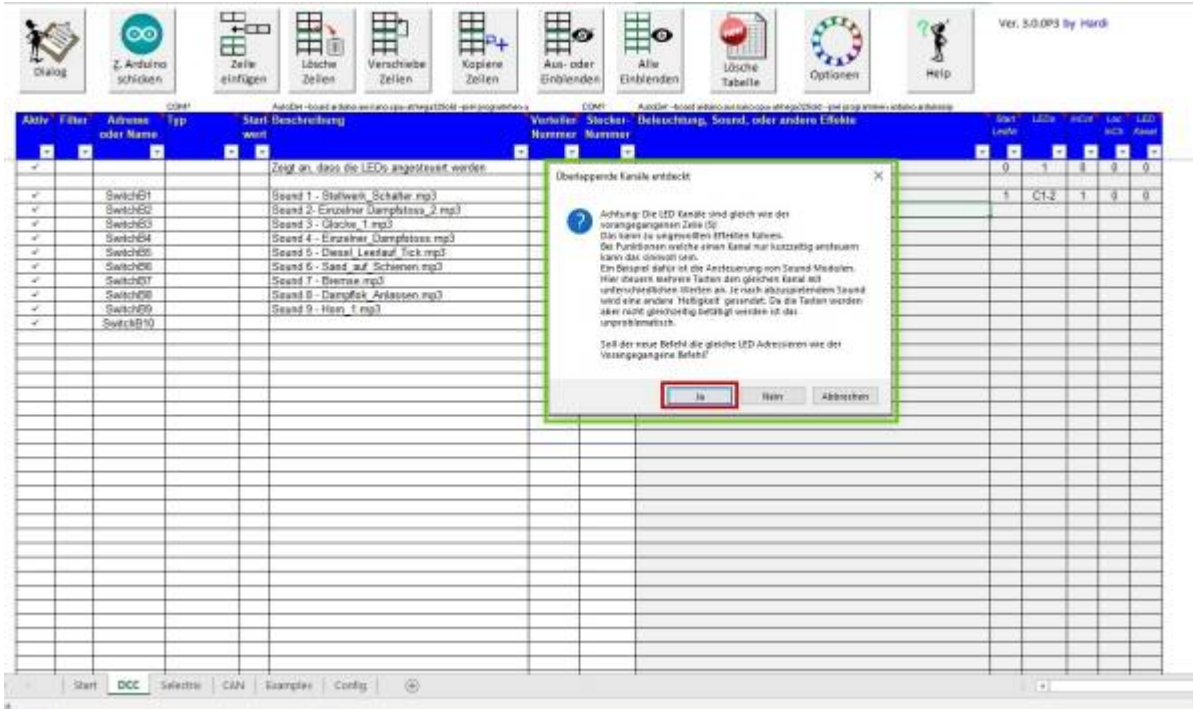 Dialog
Z. Arduino schicken
Zeile einfügen
Lösche Zeilen
Verschiebe Zeilen
Kopiere Zeilen
Aus- oder Einblenden
Alle Einblenden
Lösche Tabelle
Optionen
Help
Ver. 3.0.0P3 by Hardi
Aktiv Filter Adresse oder Name Typ Start wert Beschreibung Verteiler Nummer Stecker Nummer Beleuchtung, Sound, oder andere Effekte Start LedNr LEDs InCnt Loc InCh LED
Zeigt an, dass die LEDs angesteuert werden 0 1 0 0 0
SwitchB1 Sound 1 - Stellwerk_Schalter.mp3 1 C1-2 1 0 0
SwitchB2 Sound 2- Einzelner Dampfstoss_2.mp3
SwitchB3 Sound 3 - Glocke_1.mp3
SwitchB4 Sound 4 - Einzelner_Dampfstoss.mp3
SwitchB5 Sound 5 - Diesel_Leerlauf_Tick.mp3
SwitchB6 Sound 6 - Sand_auf_Schienen.mp3
SwitchB7 Sound 7 - Bremse.mp3
SwitchB8 Sound 8 - Dampflok_Anlassen.mp3
SwitchB9 Sound 9 - Horn_1.mp3
SwitchB10
Überlappende Kanäle entdeckt
Achtung: Die LED Kanäle sind gleich wie der
vorangegangenen Zeile (5)
Das kann zu ungewollten Effekten führen.
Bei Funktionen welche einen Kanal nur kurzzeitig ansteuern
kann das sinnvoll sein.
Ein Beispiel dafür ist die Ansteuerung von Sound Modulen.
Hier steuern mehrere Tasten den gleichen Kanal mit
unterschiedlichen Werten an. Je nach abzuspielendem Sound
wird eine andere 'Helligkeit' gesendet. Da die Tasten werden
aber nicht gleichzeitig betätigt werden ist das
unproblematisch.
Soll der neue Befehl die gleiche LED Adressieren wie der
Vorangegangene Befehl?
Ja
Nein
Abbrechen
Start DCC Selectrix CAN Examples Config